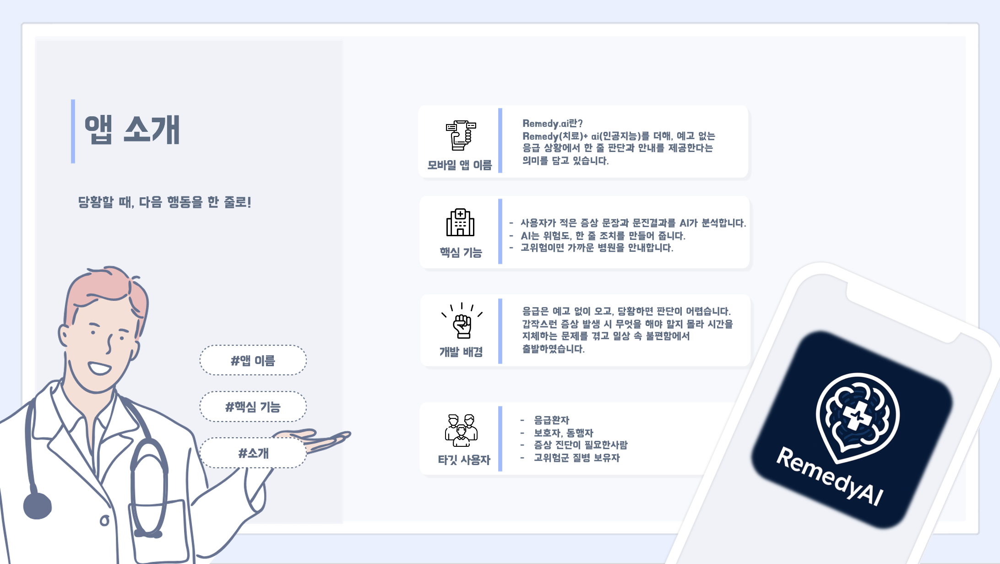 앱 소개
당황할 때, 다음 행동을 한 줄로!
#앱 이름
#핵심 기능
#소개
모바일 앱 이름
Remedy.ai란?
Remedy(치료)+ ai(인공지능)를 더해, 예고 없는
응급 상황에서 한 줄 판단과 안내를 제공한다는
의미를 담고 있습니다.
핵심 기능
- 사용자가 적은 증상 문장과 문진결과를 AI가 분석합니다.
- AI는 위험도, 한 줄 조치를 만들어 줍니다.
- 고위험이면 가까운 병원을 안내합니다.
개발 배경
응급은 예고 없이 오고, 당황하면 판단이 어렵습니다.
갑작스런 증상 발생 시 무엇을 해야 할지 몰라 시간을
지체하는 문제를 겪고 일상 속 불편함에서
출발하였습니다.
타깃 사용자
- 응급환자
- 보호자, 동행자
- 증상 진단이 필요한사람
- 고위험군 질병 보유자
RemedyAI